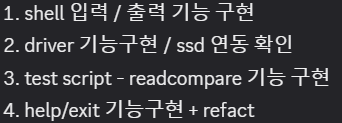 1. shell 입력 / 출력 기능 구현
2. driver 기능구현 / ssd 연동 확인
3. test script - readcompare 기능 구현
4. help/exit 기능구현 + refact